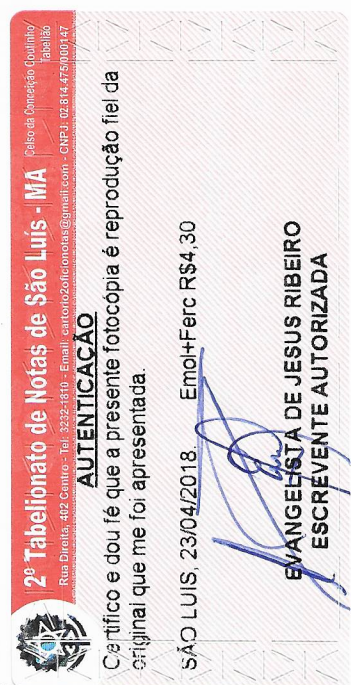 2º Tabelionato de Notas de São Luís - MA
Celso da Conceição Coutinho
Tabelião
Rua Direita, 402 Centro - Tel: 3232-1810 - Email: cartorio2oficionotas@gmail.com - CNPJ: 02.814.475/000147
AUTENTICAÇÃO
Certifico e dou fé que a presente fotocópia é reprodução fiel da
original que me foi apresentada.
SÃO LUIS, 23/04/2018. Emol+Ferc R$4,30
EVANGELISTA DE JESUS RIBEIRO
ESCREVENTE AUTORIZADA